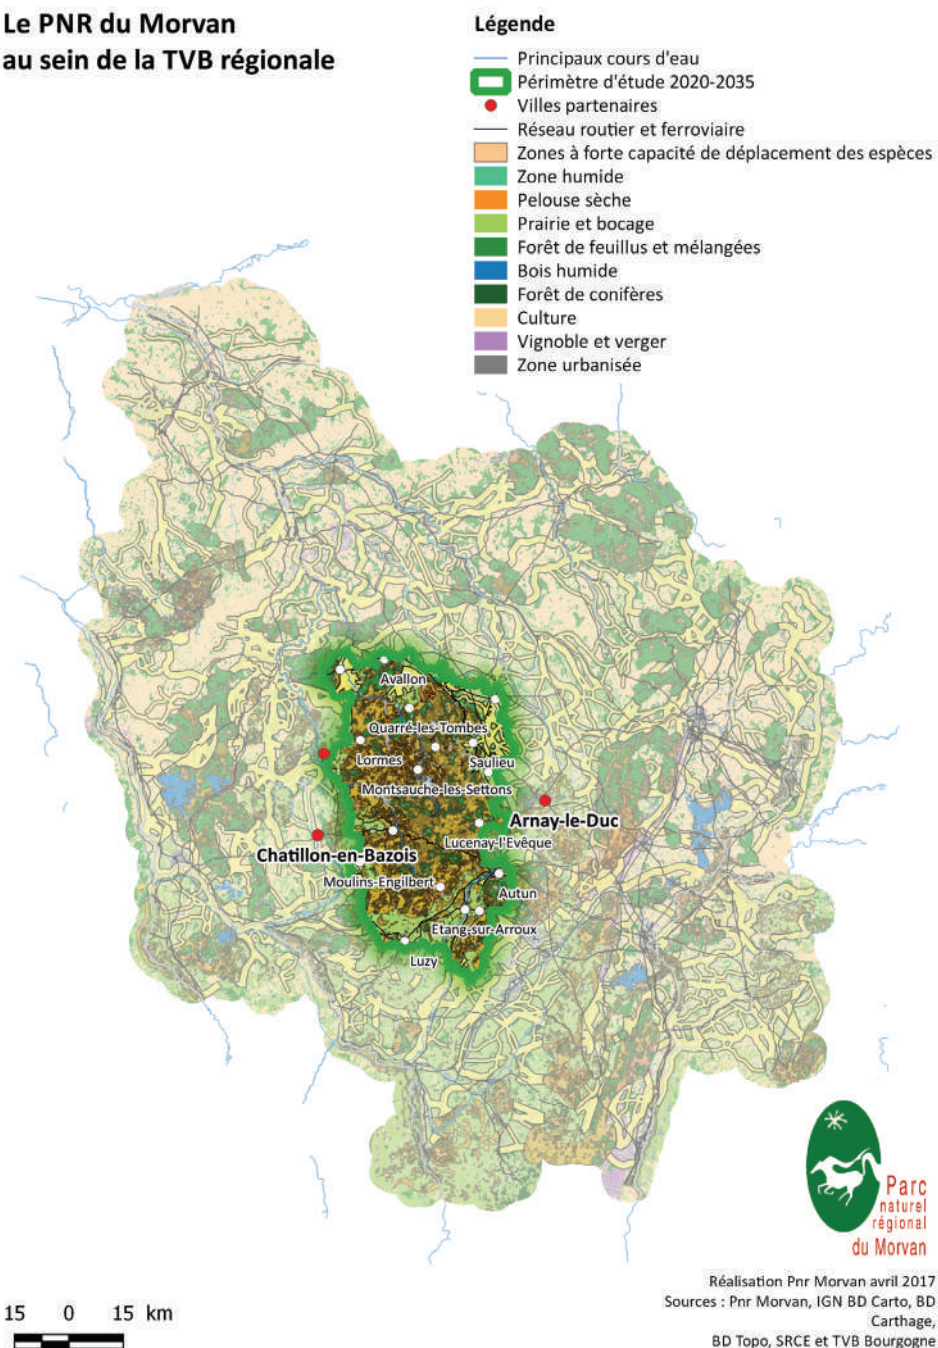 Le PNR du Morvan
au sein de la TVB régionale
Légende
Principaux cours d'eau
Périmètre d'étude 2020-2035
Villes partenaires
Réseau routier et ferroviaire
Zones à forte capacité de déplacement des espèces
Zone humide
Pelouse sèche
Prairie et bocage
Forêt de feuillus et mélangées
Bois humide
Forêt de conifères
Culture
Vignoble et verger
Zone urbanisée
Avallon
Quarré-les-Tombes
Lormes
Saulieu
Montsauche-les-Settons
Arnay-le-Duc
Lucenay-l'Evêque
Chatillon-en-Bazois
Moulins-Engilbert
Autun
Etang-sur-Arroux
Luzy
Parc
naturel
régional
du Morvan
Réalisation Pnr Morvan avril 2017
Sources : Pnr Morvan, IGN BD Carto, BD
Carthage,
BD Topo, SRCE et TVB Bourgogne
15 0 15 km